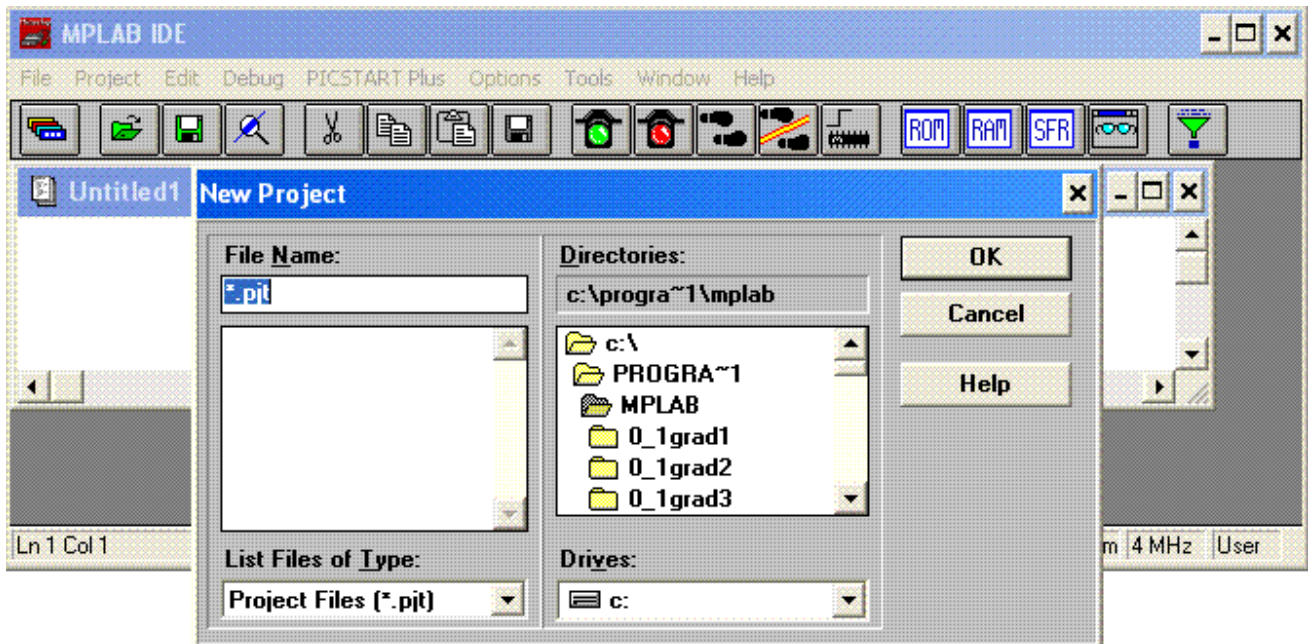 MPLAB IDE
File Project Edit Debug PICSTART Plus Options Tools Window Help
ROM RAM SFR
Untitled1
New Project
File Name:
*.pjt
Directories:
c:\progra~1\mplab
c:\
PROGRA~1
MPLAB
0_1grad1
0_1grad2
0_1grad3
OK
Cancel
Help
List Files of Type:
Project Files (*.pjt)
Drives:
c:
Ln 1 Col 1
m 4 MHz User